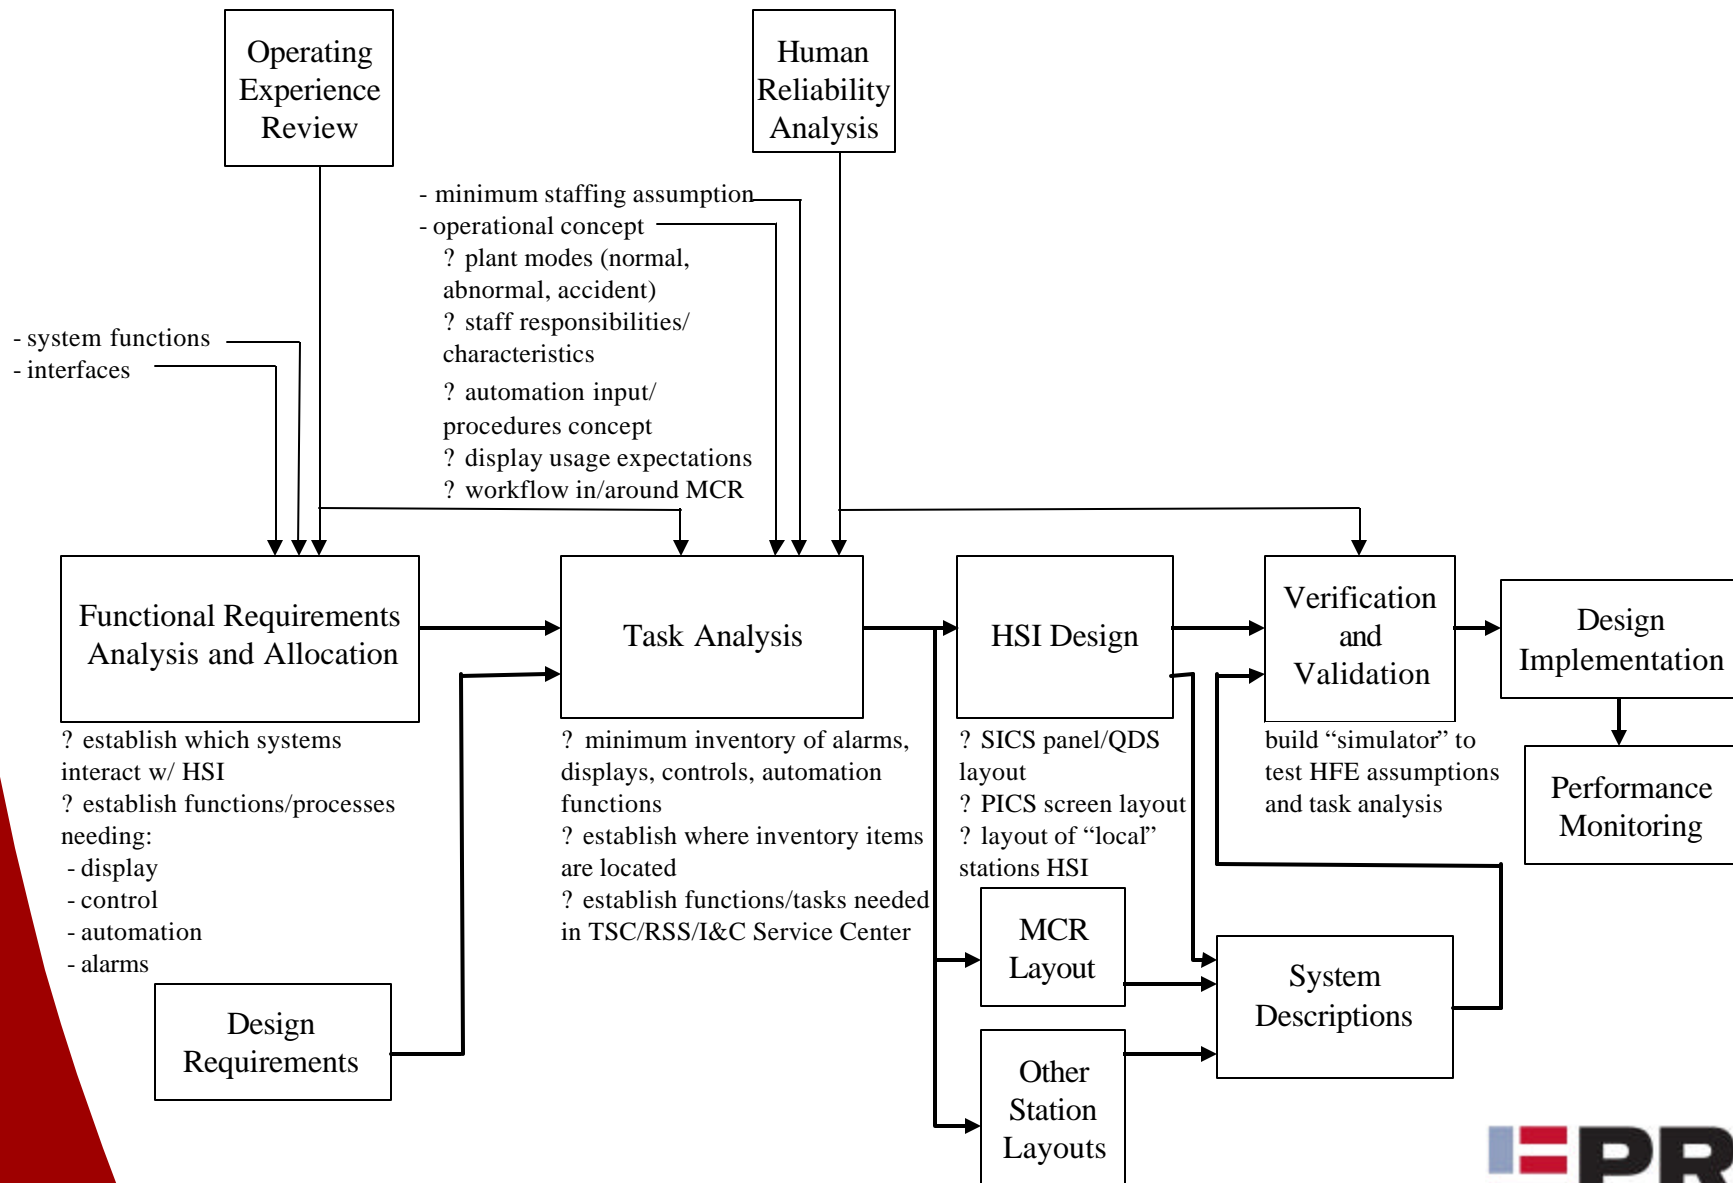 Operating
Experience
Review
Human
Reliability
Analysis
- minimum staffing assumption
- operational concept
? plant modes (normal,
abnormal, accident)
? staff responsibilities/
characteristics
? automation input/
procedures concept
? display usage expectations
? workflow in/around MCR
- system functions
- interfaces
Functional Requirements
Analysis and Allocation
? establish which systems
interact w/ HSI
? establish functions/processes
needing:
- display
- control
- automation
- alarms
Design
Requirements
Task Analysis
? minimum inventory of alarms,
displays, controls, automation
functions
? establish where inventory items
are located
? establish functions/tasks needed
in TSC/RSS/I&C Service Center
HSI Design
? SICS panel/QDS
layout
? PICS screen layout
? layout of “local”
stations HSI
MCR
Layout
Other
Station
Layouts
System
Descriptions
Verification
and
Validation
build “simulator” to
test HFE assumptions
and task analysis
Design
Implementation
Performance
Monitoring
EPR